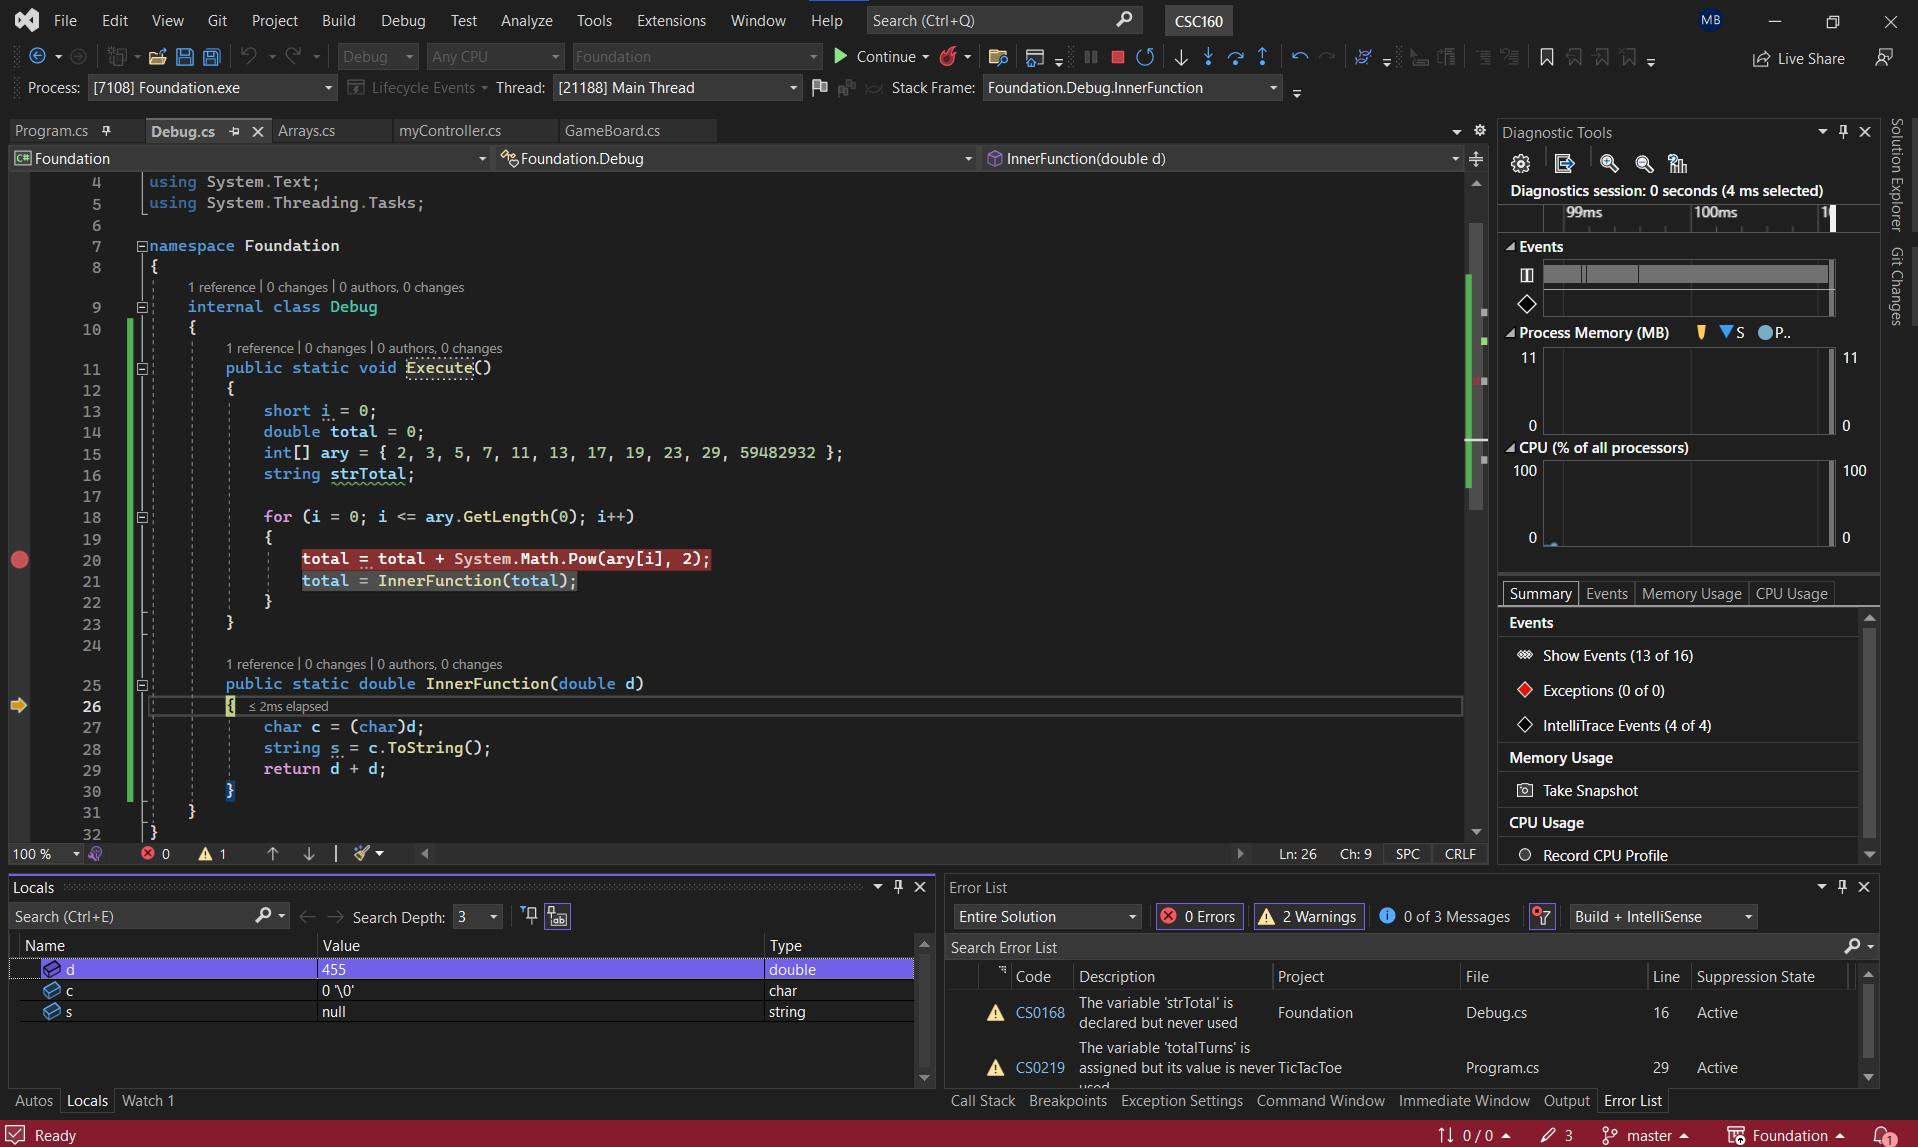 File Edit View Git Project Build Debug Test Analyze Tools Extensions Window Help Search (Ctrl+Q) CSC160 MB
Debug Any CPU Foundation Continue Live Share
Process: [7108] Foundation.exe Lifecycle Events Thread: [21188] Main Thread Stack Frame: Foundation.Debug.InnerFunction
Program.cs Debug.cs Arrays.cs myController.cs GameBoard.cs
Foundation Foundation.Debug InnerFunction(double d)
4 using System.Text;
5 using System.Threading.Tasks;
6
7 namespace Foundation
8 {
1 reference | 0 changes | 0 authors, 0 changes
9 internal class Debug
10 {
1 reference | 0 changes | 0 authors, 0 changes
11 public static void Execute()
12 {
13 short i = 0;
14 double total = 0;
15 int[] ary = { 2, 3, 5, 7, 11, 13, 17, 19, 23, 29, 59482932 };
16 string strTotal;
17
18 for (i = 0; i <= ary.GetLength(0); i++)
19 {
20 total = total + System.Math.Pow(ary[i], 2);
21 total = InnerFunction(total);
22 }
23 }
24
1 reference | 0 changes | 0 authors, 0 changes
25 public static double InnerFunction(double d)
26 { ≤ 2ms elapsed
27 char c = (char)d;
28 string s = c.ToString();
29 return d + d;
30 }
31 }
32 }
100 % 0 1 Ln: 26 Ch: 9 SPC CRLF
Diagnostic Tools
Diagnostics session: 0 seconds (4 ms selected)
99ms 100ms 1
Events
Process Memory (MB) S P..
11 11
0 0
CPU (% of all processors)
100 100
0 0
Summary Events Memory Usage CPU Usage
Events
Show Events (13 of 16)
Exceptions (0 of 0)
IntelliTrace Events (4 of 4)
Memory Usage
Take Snapshot
CPU Usage
Record CPU Profile
Solution Explorer
Git Changes
Locals
Search (Ctrl+E) Search Depth: 3
Name Value Type
d 455 double
c 0 '\0' char
s null string
Autos Locals Watch 1
Error List
Entire Solution 0 Errors 2 Warnings 0 of 3 Messages Build + IntelliSense
Search Error List
Code Description Project File Line Suppression State
CS0168 The variable 'strTotal' is declared but never used Foundation Debug.cs 16 Active
CS0219 The variable 'totalTurns' is assigned but its value is never used TicTacToe Program.cs 29 Active
Call Stack Breakpoints Exception Settings Command Window Immediate Window Output Error List
Ready 0 / 0 3 master Foundation 1